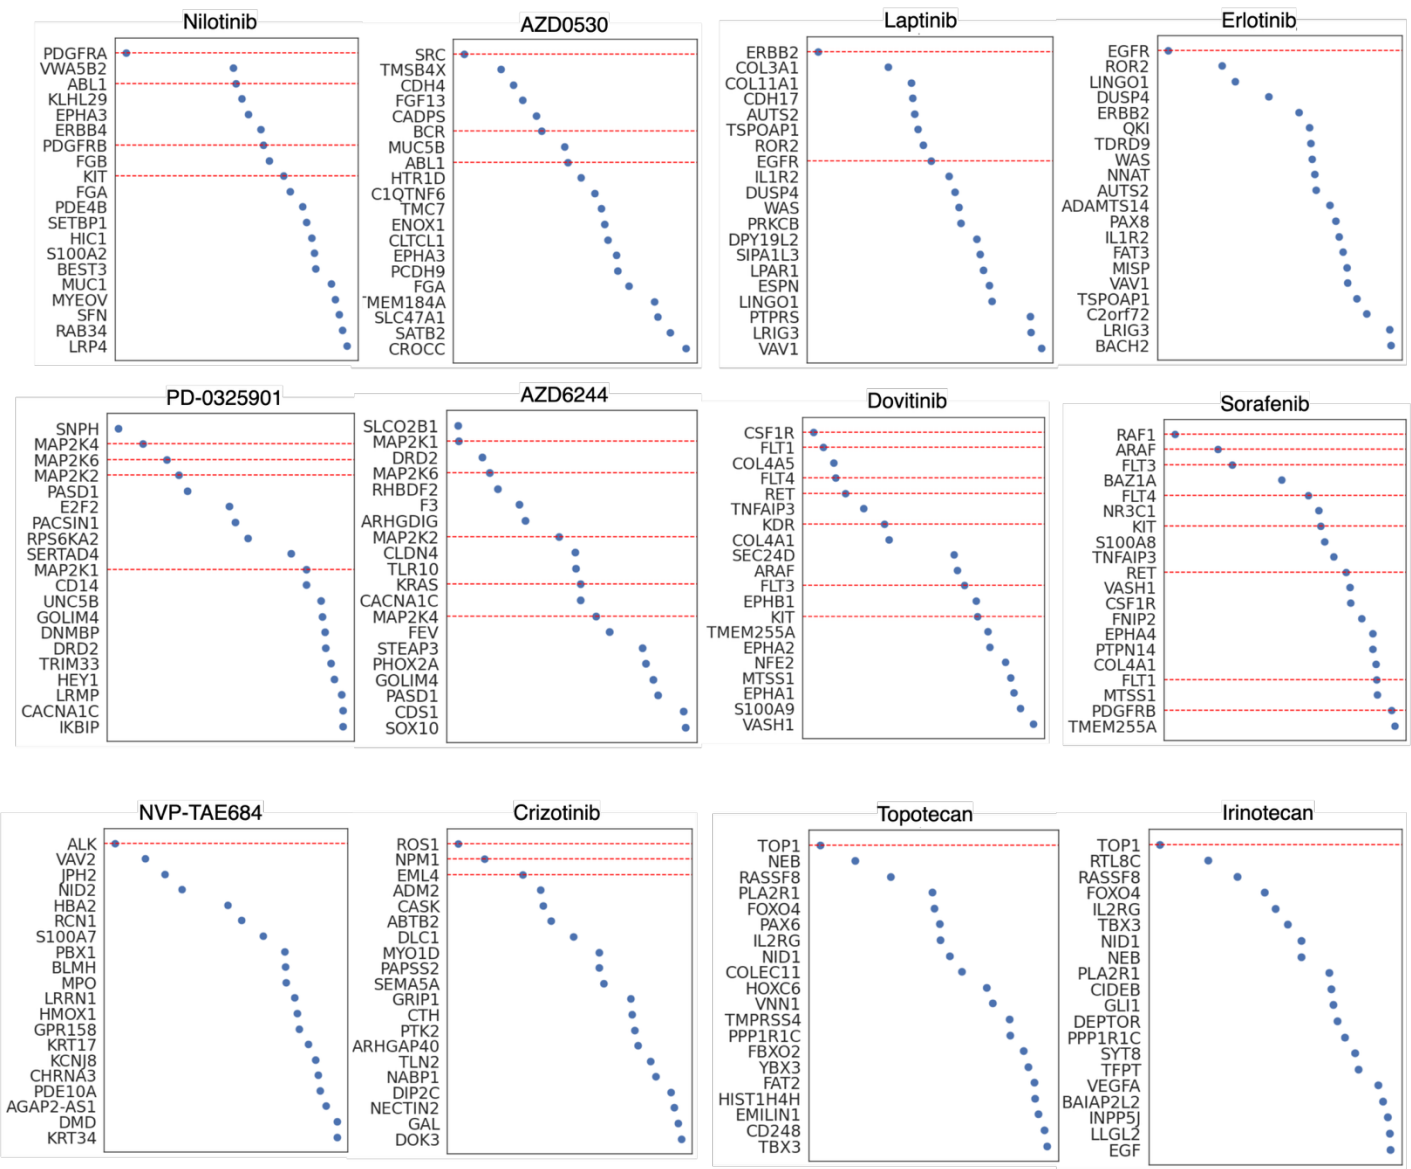 Nilotinib
PDGFRA
VWA5B2
ABL1
KLHL29
EPHA3
ERBB4
PDGFRB
FGB
KIT
FGA
PDE4B
SETBP1
HIC1
S100A2
BEST3
MUC1
MYEOV
SFN
RAB34
LRP4
AZD0530
SRC
TMSB4X
CDH4
FGF13
CADPS
BCR
MUC5B
ABL1
HTR1D
C1QTNF6
TMC7
ENOX1
CLTCL1
EPHA3
PCDH9
FGA
TMEM184A
SLC47A1
SATB2
CROCC
Laptinib
ERBB2
COL3A1
COL11A1
CDH17
AUTS2
TSPOAP1
ROR2
EGFR
IL1R2
DUSP4
WAS
PRKCB
DPY19L2
SIPA1L3
LPAR1
ESPN
LINGO1
PTPRS
LRIG3
VAV1
Erlotinib
EGFR
ROR2
LINGO1
DUSP4
ERBB2
QKI
TDRD9
WAS
NNAT
AUTS2
ADAMTS14
PAX8
IL1R2
FAT3
MISP
VAV1
TSPOAP1
C2orf72
LRIG3
BACH2
PD-0325901
SNPH
MAP2K4
MAP2K6
MAP2K2
PASD1
E2F2
PACSIN1
RPS6KA2
SERTAD4
MAP2K1
CD14
UNC5B
GOLIM4
DNMBP
DRD2
TRIM33
HEY1
LRMP
CACNA1C
IKBIP
AZD6244
SLCO2B1
MAP2K1
DRD2
MAP2K6
RHBDF2
F3
ARHGDIG
MAP2K2
CLDN4
TLR10
KRAS
CACNA1C
MAP2K4
FEV
STEAP3
PHOX2A
GOLIM4
PASD1
CDS1
SOX10
Dovitinib
CSF1R
FLT1
COL4A5
FLT4
RET
TNFAIP3
KDR
COL4A1
SEC24D
ARAF
FLT3
EPHB1
KIT
TMEM255A
EPHA2
NFE2
MTSS1
EPHA1
S100A9
VASH1
Sorafenib
RAF1
ARAF
FLT3
BAZ1A
FLT4
NR3C1
KIT
S100A8
TNFAIP3
RET
VASH1
CSF1R
FNIP2
EPHA4
PTPN14
COL4A1
FLT1
MTSS1
PDGFRB
TMEM255A
NVP-TAE684
ALK
VAV2
JPH2
NID2
HBA2
RCN1
S100A7
PBX1
BLMH
MPO
LRRN1
HMOX1
GPR158
KRT17
KCNJ8
CHRNA3
PDE10A
AGAP2-AS1
DMD
KRT34
Crizotinib
ROS1
NPM1
EML4
ADM2
CASK
ABTB2
DLC1
MYO1D
PAPSS2
SEMA5A
GRIP1
CTH
PTK2
ARHGAP40
TLN2
NABP1
DIP2C
NECTIN2
GAL
DOK3
Topotecan
TOP1
NEB
RASSF8
PLA2R1
FOXO4
PAX6
IL2RG
NID1
COLEC11
HOXC6
VNN1
TMPRSS4
PPP1R1C
FBXO2
YBX3
FAT2
HIST1H4H
EMILIN1
CD248
TBX3
Irinotecan
TOP1
RTL8C
RASSF8
FOXO4
IL2RG
TBX3
NID1
NEB
PLA2R1
CIDEB
GLI1
DEPTOR
PPP1R1C
SYT8
TFPT
VEGFA
BAIAP2L2
INPP5J
LLGL2
EGF